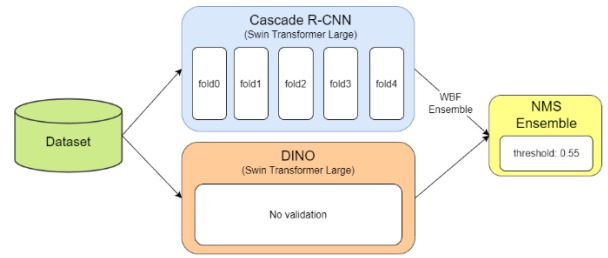 Cascade R-CNN
(Swin Transformer Large)
fold0
fold1
fold2
fold3
fold4
WBF
Ensemble
NMS
Ensemble
threshold: 0.55
Dataset
DINO
(Swin Transformer Large)
No validation